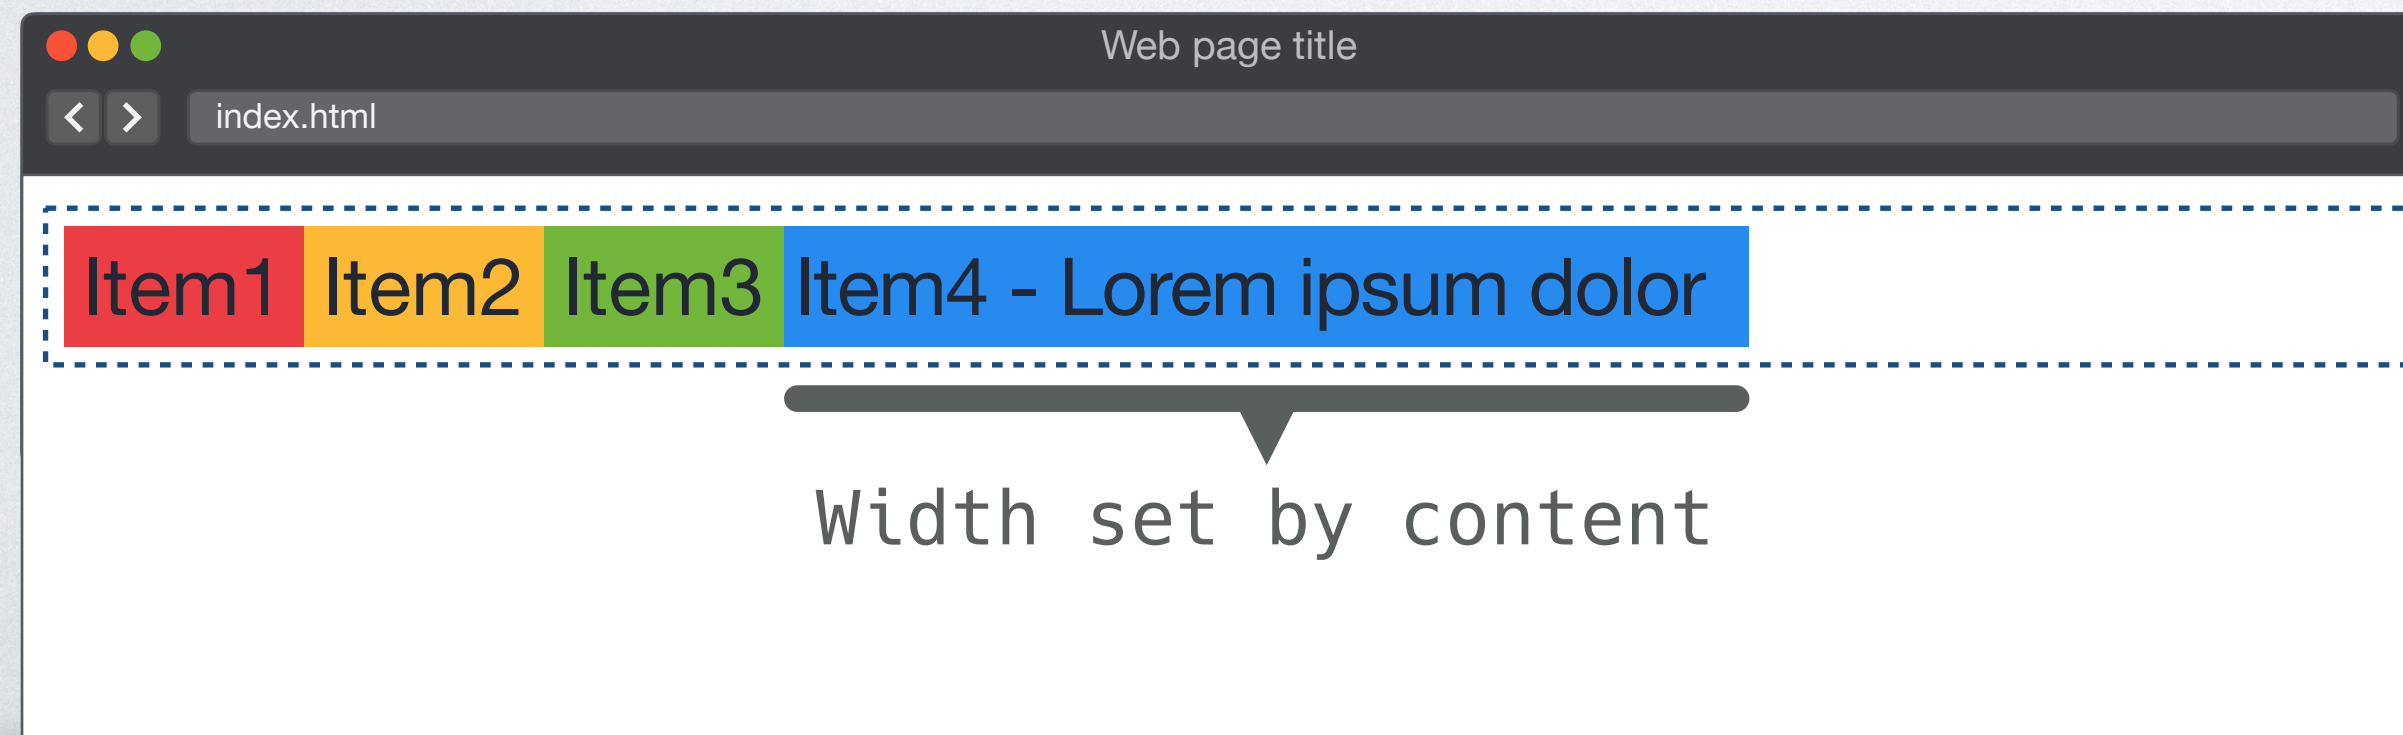 Web page title
index.html
Item1 Item2 Item3 Item4 - Lorem ipsum dolor
Width set by content